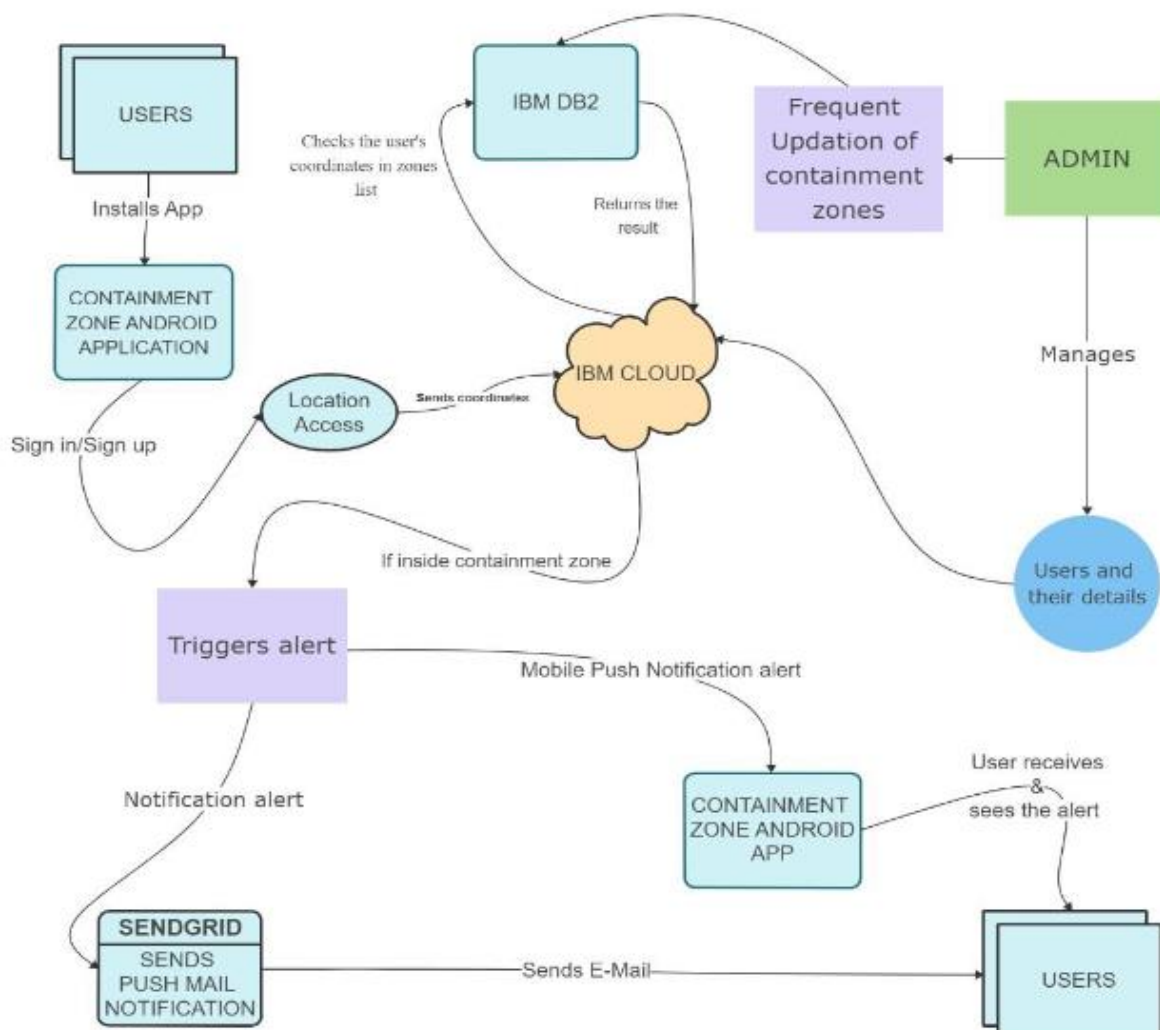 USERS
IBM DB2
Frequent
Updation of
containment
zones
ADMIN
Checks the user's
coordinates in zones
list
Installs App
Returns the
result
CONTAINMENT
ZONE ANDROID
APPLICATION
Manages
IBM CLOUD
Location
Access
Sends coordinates
Sign in/Sign up
If inside containment zone
Users and
their details
Triggers alert
Mobile Push Notification alert
User receives
&
sees the alert
Notification alert
CONTAINMENT
ZONE ANDROID
APP
SENDGRID
SENDS
PUSH MAIL
NOTIFICATION
Sends E-Mail
USERS